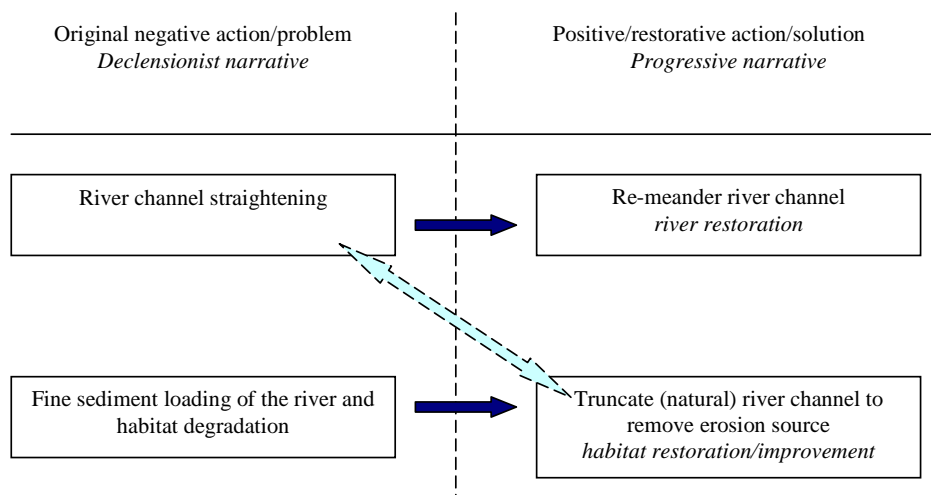 Original negative action/problem
Declensionist narrative
Positive/restorative action/solution
Progressive narrative
River channel straightening
Re-meander river channel
river restoration
Fine sediment loading of the river and
habitat degradation
Truncate (natural) river channel to
remove erosion source
habitat restoration/improvement